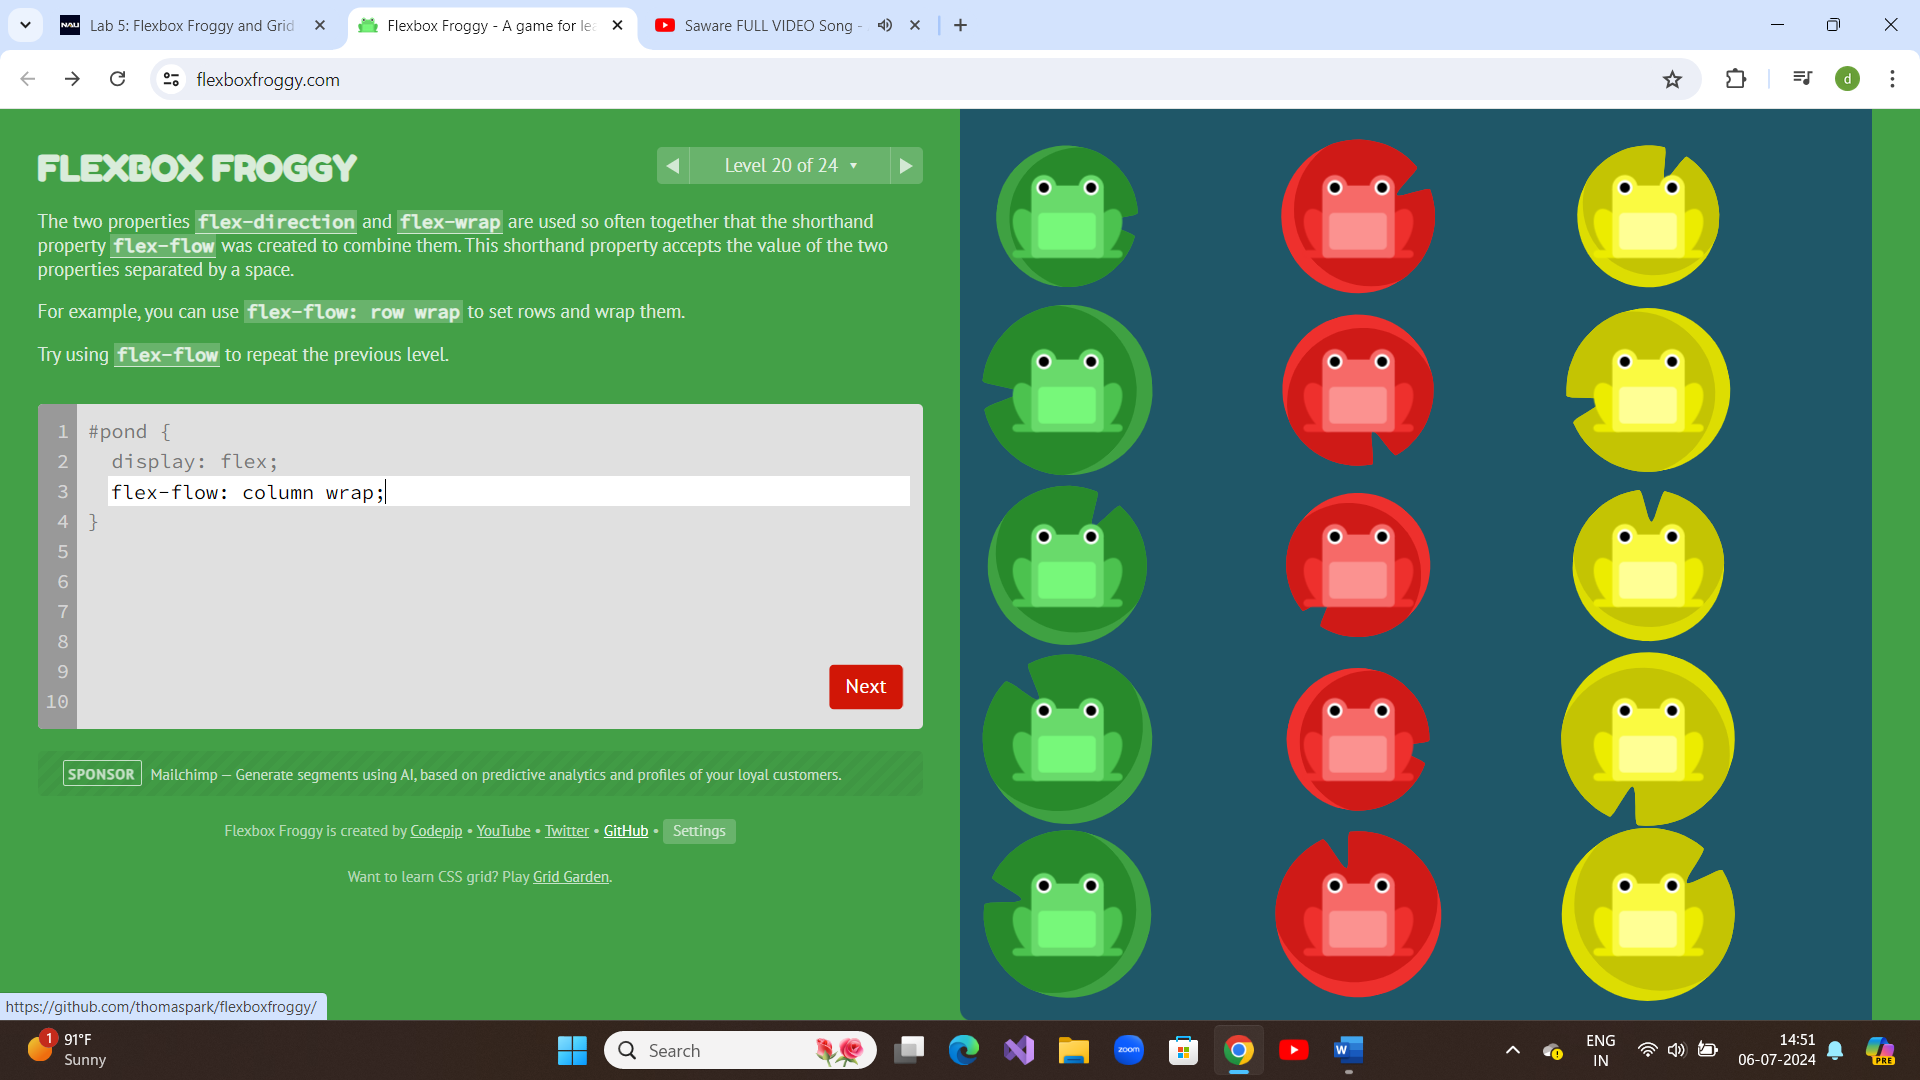 NAU Lab 5: Flexbox Froggy and Grid
Flexbox Froggy - A game for lea
Saware FULL VIDEO Song -
flexboxfroggy.com
d
FLEXBOX FROGGY
Level 20 of 24
The two properties flex-direction and flex-wrap are used so often together that the shorthand
property flex-flow was created to combine them. This shorthand property accepts the value of the two
properties separated by a space.
For example, you can use flex-flow: row wrap to set rows and wrap them.
Try using flex-flow to repeat the previous level.
1 #pond {
2 display: flex;
3 flex-flow: column wrap;
4 }
5
6
7
8
9
10
Next
SPONSOR Mailchimp — Generate segments using AI, based on predictive analytics and profiles of your loyal customers.
Flexbox Froggy is created by Codepip • YouTube • Twitter • GitHub • Settings
Want to learn CSS grid? Play Grid Garden.
https://github.com/thomaspark/flexboxfroggy/
1
91°F
Sunny
Search
zoom
W
ENG
IN
14:51
06-07-2024
PRE